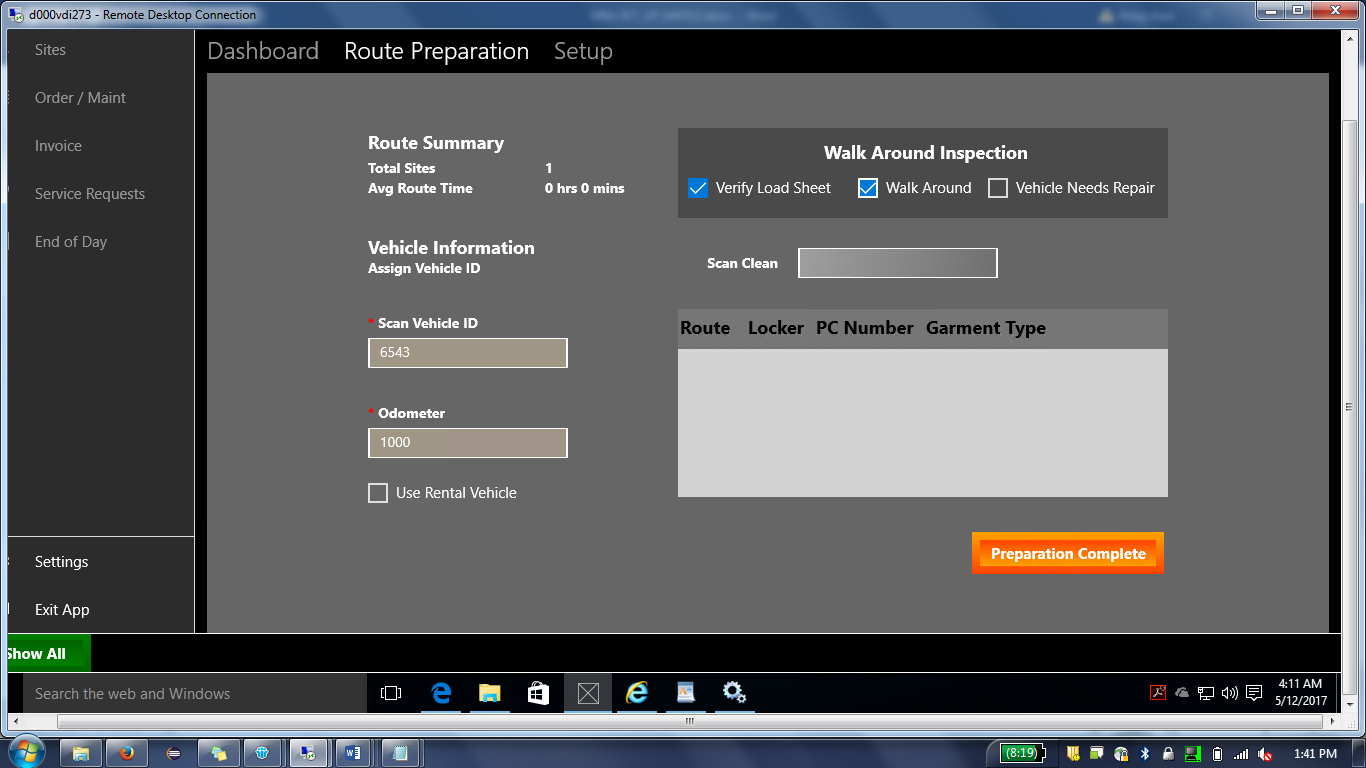 d000vdi273 - Remote Desktop Connection
Sites
Order / Maint
Invoice
Service Requests
End of Day
Settings
Exit App
Show All
Dashboard Route Preparation Setup
Route Summary
Total Sites 1
Avg Route Time 0 hrs 0 mins
Vehicle Information
Assign Vehicle ID
* Scan Vehicle ID
6543
* Odometer
1000
Use Rental Vehicle
Walk Around Inspection
Verify Load Sheet Walk Around Vehicle Needs Repair
Scan Clean
Route Locker PC Number Garment Type
Preparation Complete
Search the web and Windows
4:11 AM
5/12/2017
(8:19)
1:41 PM